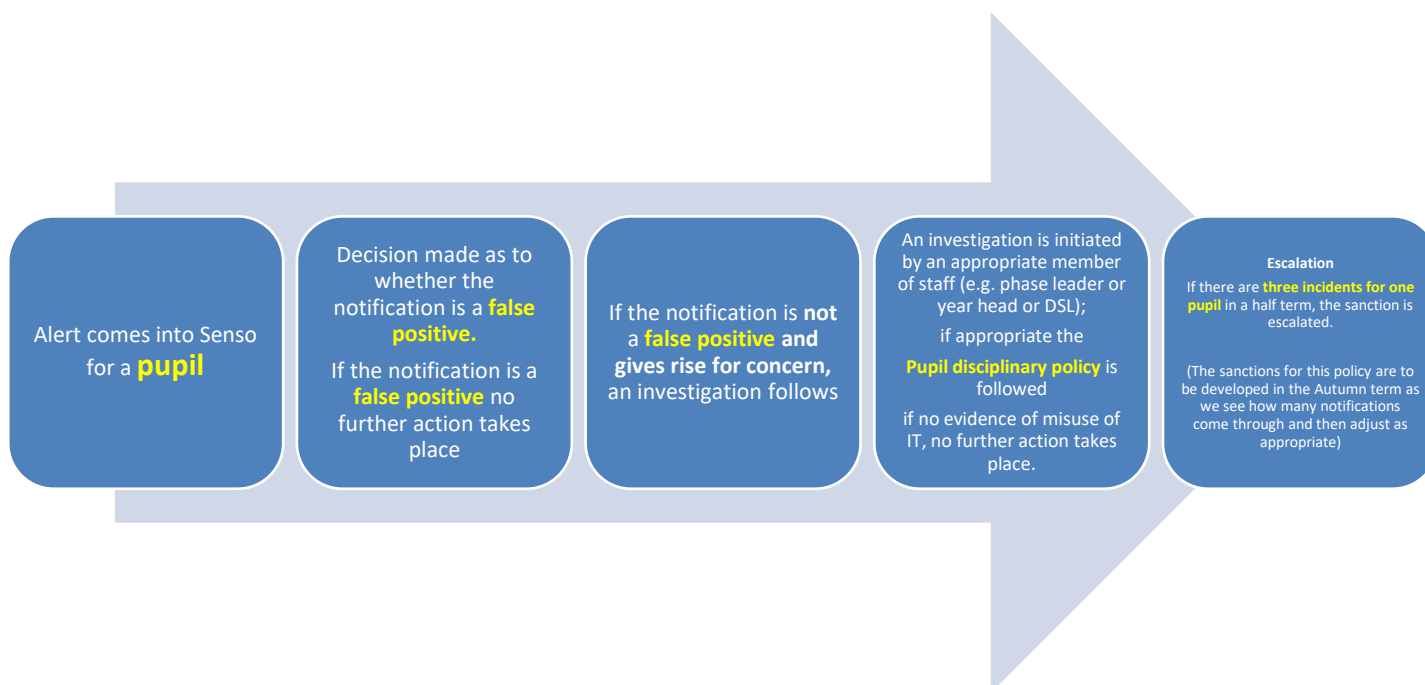 Alert comes into Senso
for a pupil
Decision made as to
whether the
notification is a false
positive.
If the notification is a
false positive no
further action takes
place
If the notification is not
a false positive and
gives rise for concern,
an investigation follows
An investigation is initiated
by an appropriate member
of staff (e.g. phase leader or
year head or DSL);
if appropriate the
Pupil disciplinary policy is
followed
if no evidence of misuse of
IT, no further action takes
place.
Escalation
If there are three incidents for one
pupil in a half term, the sanction is
escalated.
(The sanctions for this policy are to
be developed in the Autumn term as
we see how many notifications
come through and then adjust as
appropriate)